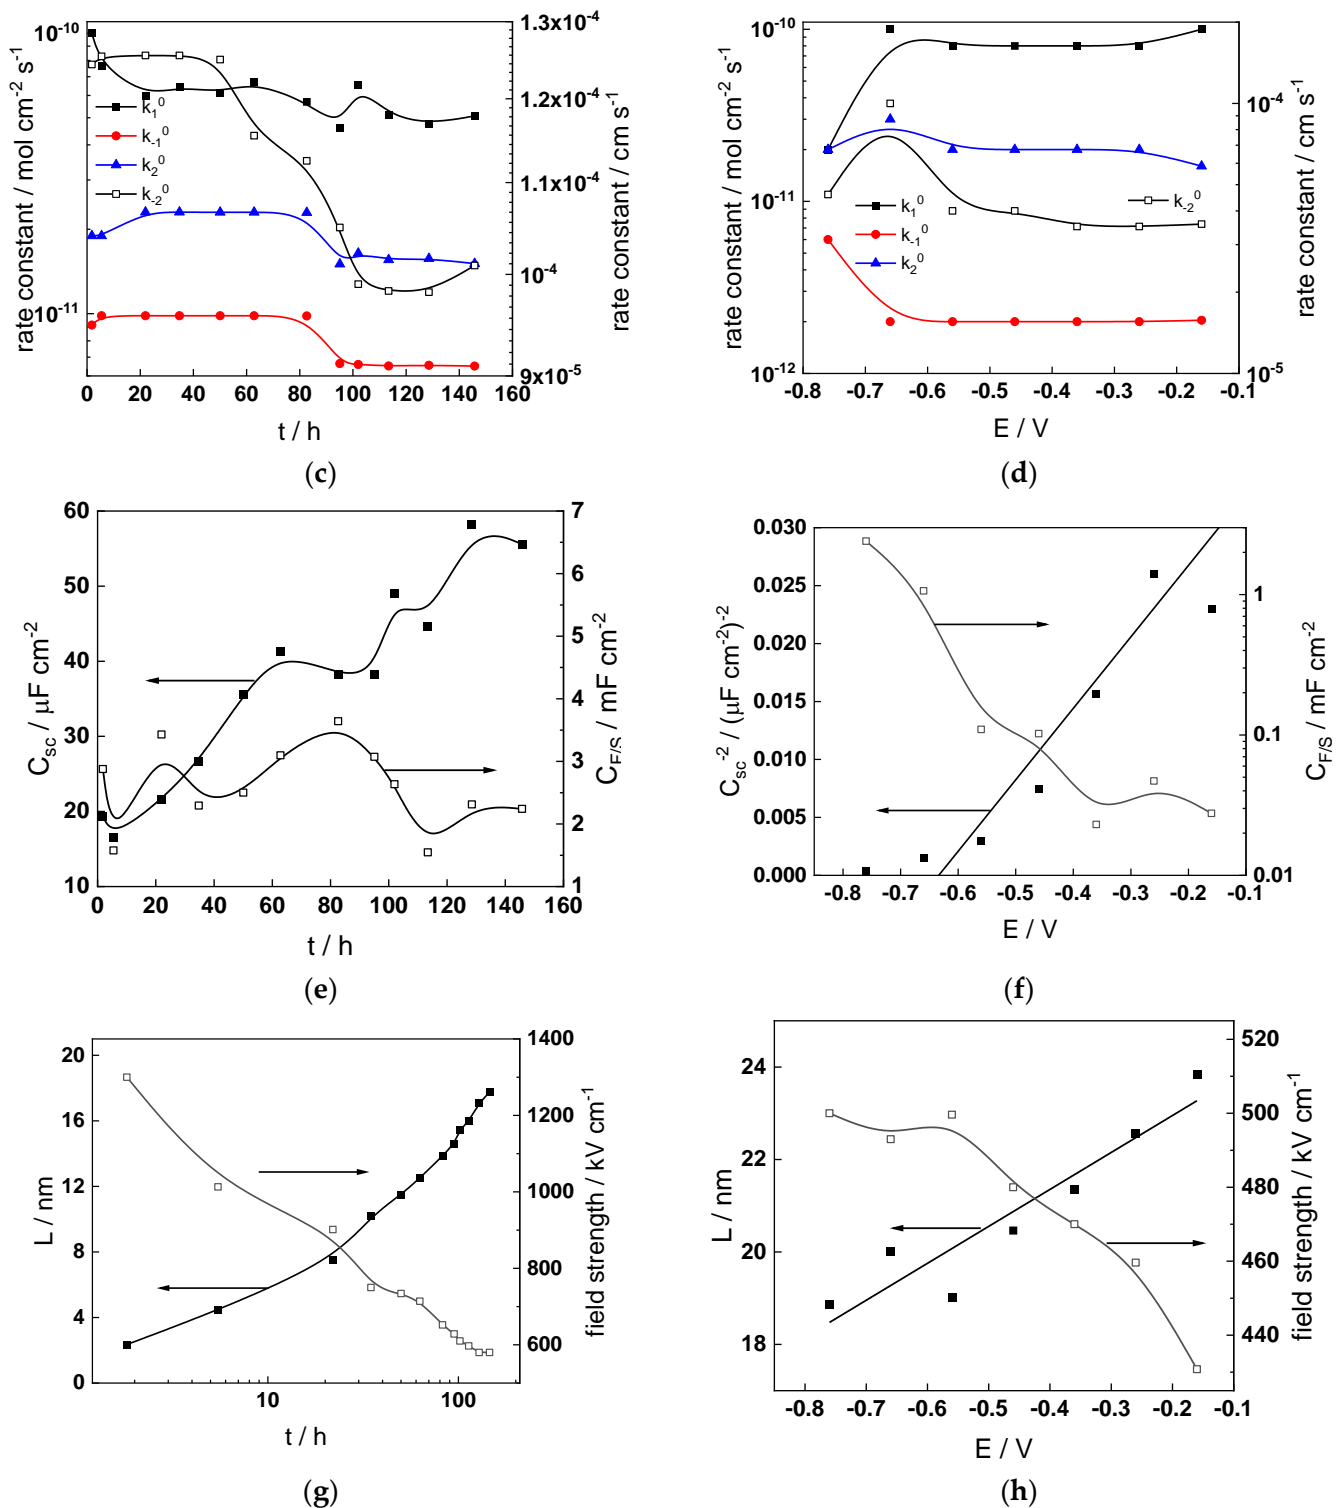 rate constant / mol cm⁻² s⁻¹
10⁻¹⁰
10⁻¹¹
k₁⁰
k₋₁⁰
k₂⁰
k₋₂⁰
1.3x10⁻⁴
1.2x10⁻⁴
1.1x10⁻⁴
10⁻⁴
9x10⁻⁵
rate constant / cm s⁻¹
0 20 40 60 80 100 120 140 160
t / h
(c)
rate constant / mol cm⁻² s⁻¹
10⁻¹⁰
10⁻¹¹
10⁻¹²
k₁⁰
k₋₁⁰
k₂⁰
k₋₂⁰
10⁻⁴
10⁻⁵
rate constant / cm s⁻¹
-0.8 -0.7 -0.6 -0.5 -0.4 -0.3 -0.2 -0.1
E / V
(d)
C_sc / μF cm⁻²
60
50
40
30
20
10
7
6
5
4
3
2
1
C_F/S / mF cm⁻²
0 20 40 60 80 100 120 140 160
t / h
(e)
C_sc⁻² / (μF cm⁻²)⁻²
0.030
0.025
0.020
0.015
0.010
0.005
0.000
1
0.1
0.01
C_F/S / mF cm⁻²
-0.8 -0.7 -0.6 -0.5 -0.4 -0.3 -0.2 -0.1
E / V
(f)
L / nm
20
16
12
8
4
0
1400
1200
1000
800
600
field strength / kV cm⁻¹
10 100
t / h
(g)
L / nm
24
22
20
18
520
500
480
460
440
field strength / kV cm⁻¹
-0.8 -0.7 -0.6 -0.5 -0.4 -0.3 -0.2 -0.1
E / V
(h)